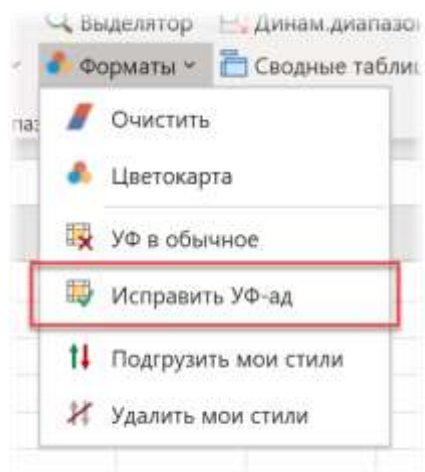 Выделятор Динам.диапазо
Форматы Сводные табли
паз
Очистить
Цветокарта
УФ в обычное
Исправить УФ-ад
Подгрузить мои стили
Удалить мои стили